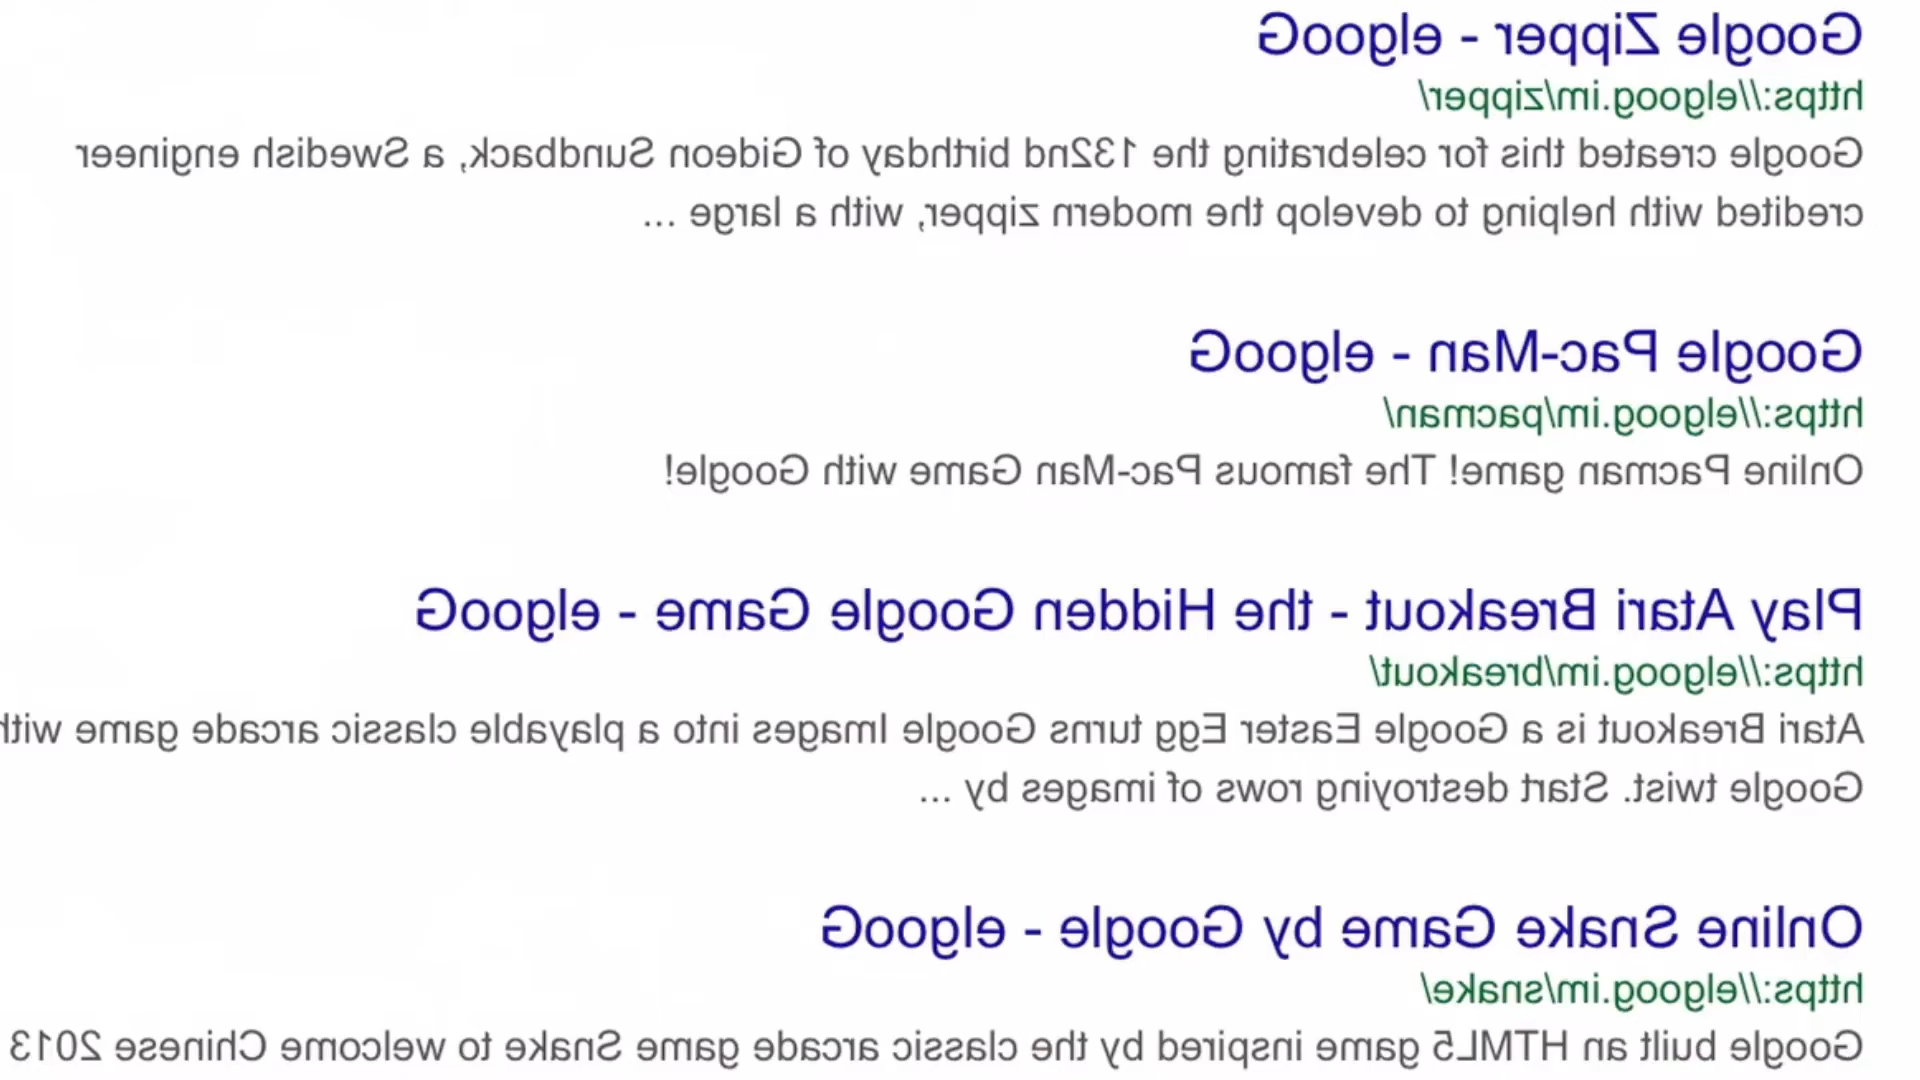 Google Zipper - elgooG
https://elgoog.im/zipper/
Google created this for celebrating the 132nd birthday of Gideon Sundback, a Swedish engineer
credited with helping to develop the modern zipper, with a large ...
Google Pac-Man - elgooG
https://elgoog.im/pacman/
Online Pacman game! The famous Pac-Man Game with Google!
Play Atari Breakout - the Hidden Google Game - elgooG
https://elgoog.im/breakout/
Atari Breakout is a Google Easter Egg turns Google Images into a playable classic arcade game with
Google twist. Start destroying rows of images by ...
Online Snake Game by Google - elgooG
https://elgoog.im/snake/
Google built an HTML5 game inspired by the classic arcade game Snake to welcome Chinese 2013